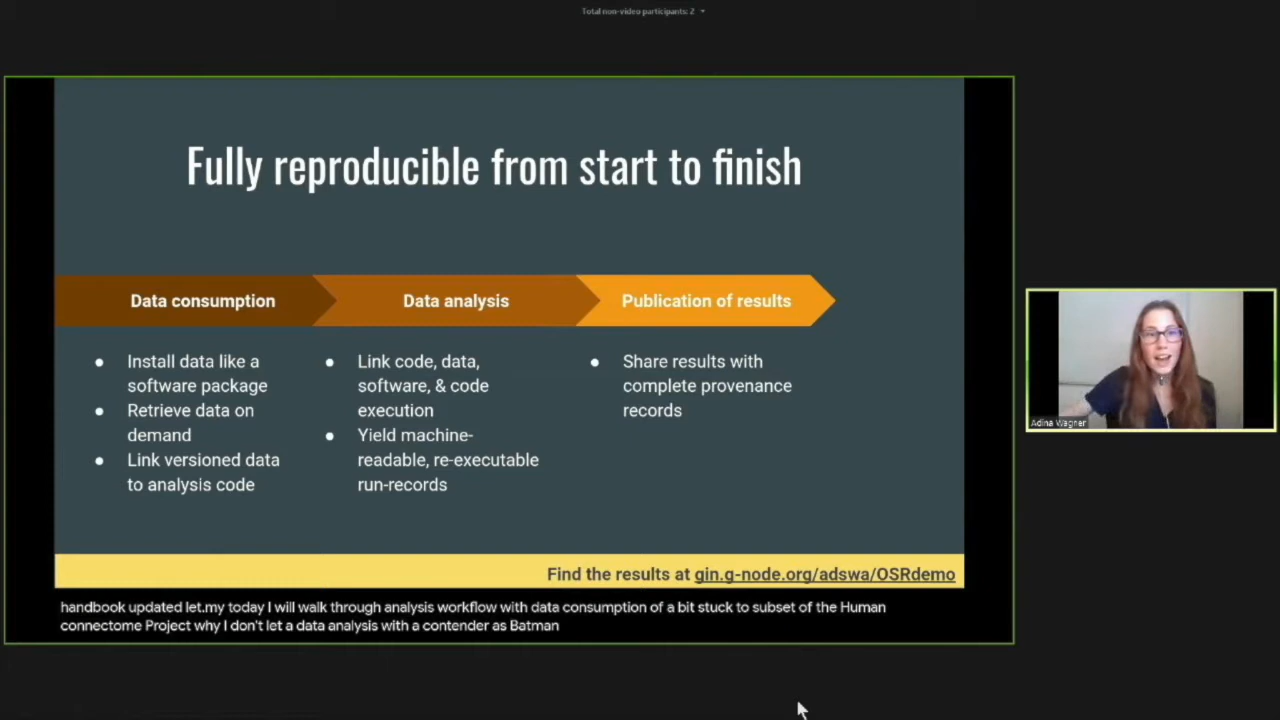 Total non-video participants: 2
Fully reproducible from start to finish
Data consumption
Data analysis
Publication of results
● Install data like a
software package
● Retrieve data on
demand
● Link versioned data
to analysis code
● Link code, data,
software, & code
execution
● Yield machine-
readable, re-executable
run-records
● Share results with
complete provenance
records
Find the results at gin.g-node.org/adswa/OSRdemo
handbook updated let.my today I will walk through analysis workflow with data consumption of a bit stuck to subset of the Human
connectome Project why I don't let a data analysis with a contender as Batman
Adina Wagner